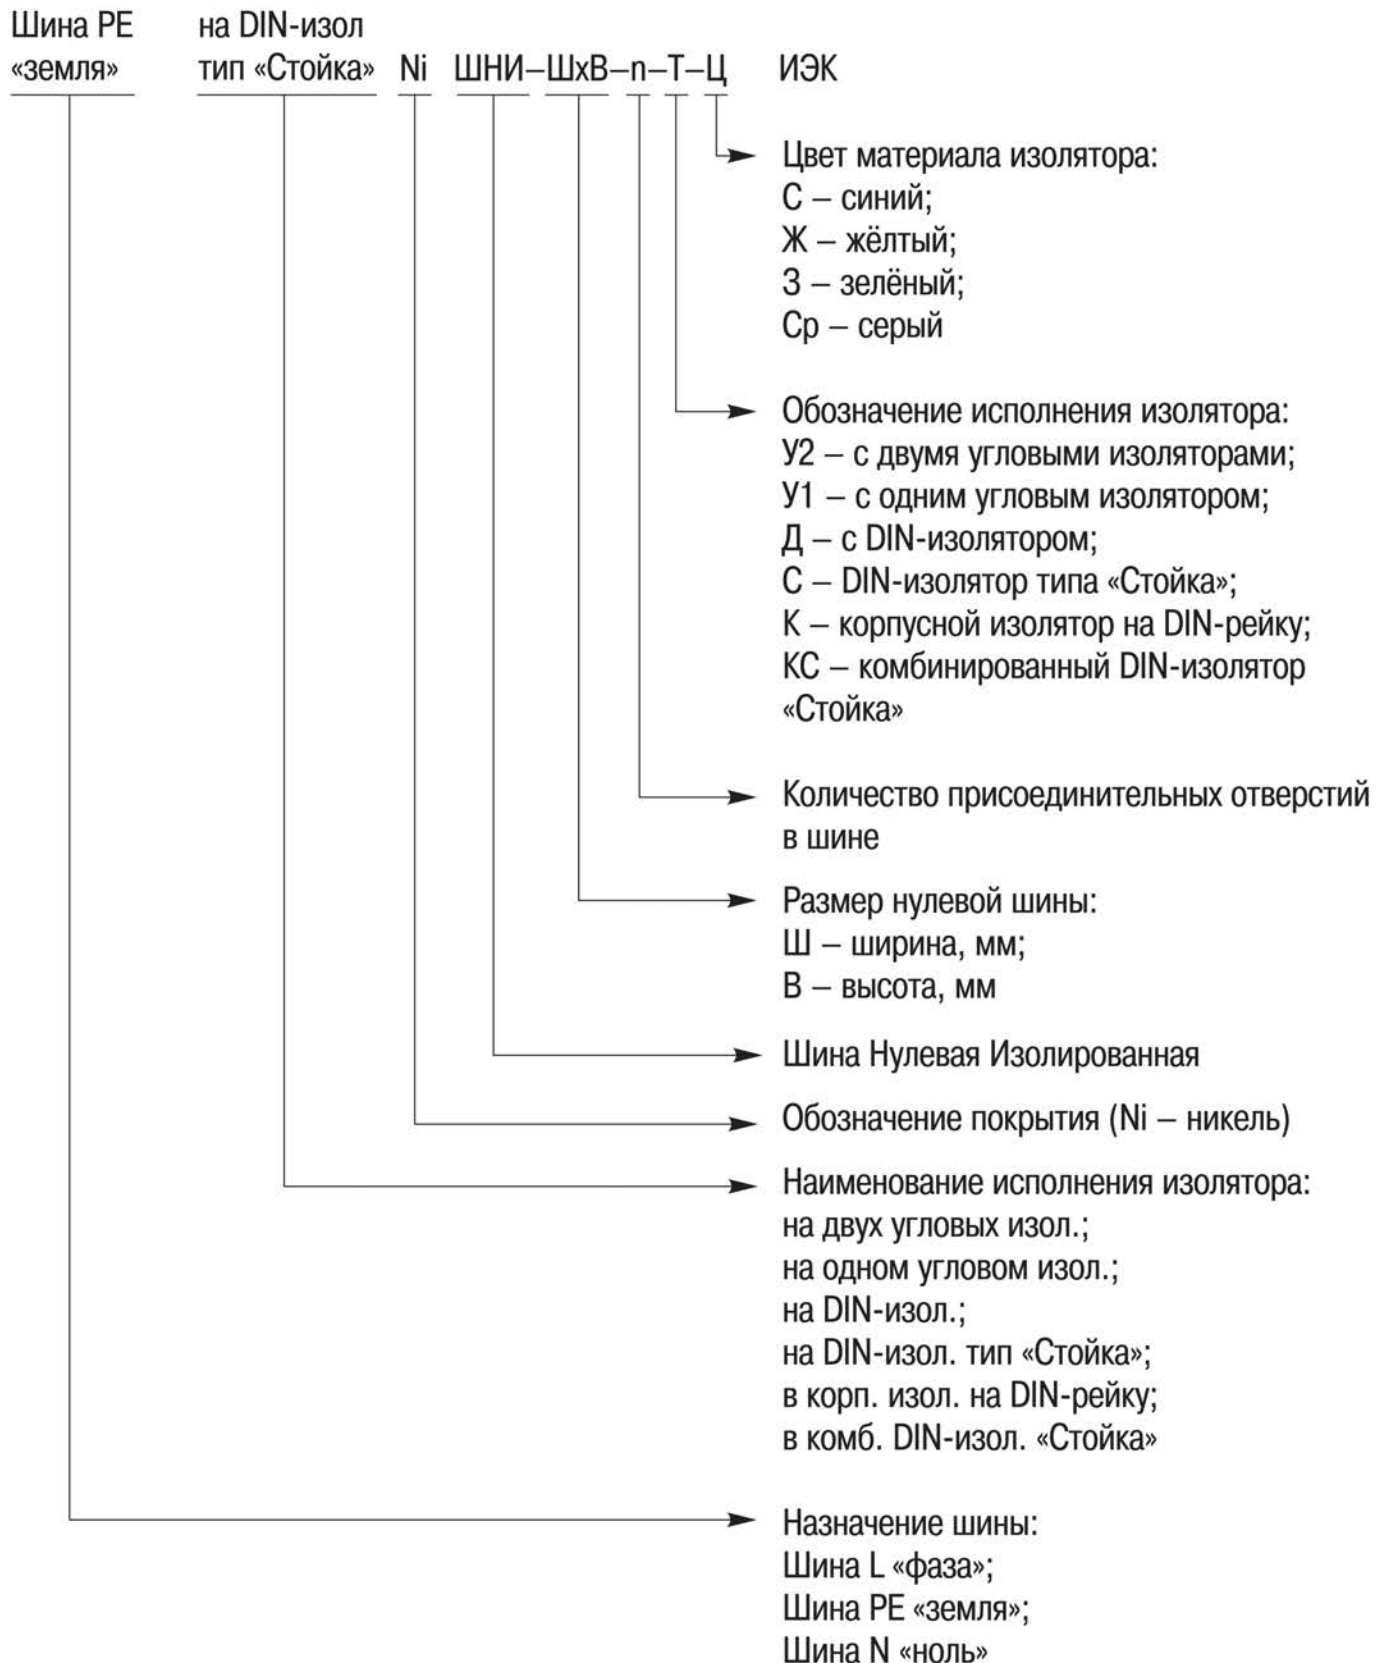 Шина PE на DIN-изол
«земля» тип «Стойка» Ni ШНИ–ШxВ–n–Т–Ц ИЭК
Цвет материала изолятора:
С – синий;
Ж – жёлтый;
З – зелёный;
Ср – серый
Обозначение исполнения изолятора:
У2 – с двумя угловыми изоляторами;
У1 – с одним угловым изолятором;
Д – с DIN-изолятором;
С – DIN-изолятор типа «Стойка»;
К – корпусной изолятор на DIN-рейку;
КС – комбинированный DIN-изолятор
«Стойка»
Количество присоединительных отверстий
в шине
Размер нулевой шины:
Ш – ширина, мм;
В – высота, мм
Шина Нулевая Изолированная
Обозначение покрытия (Ni – никель)
Наименование исполнения изолятора:
на двух угловых изол.;
на одном угловом изол.;
на DIN-изол.;
на DIN-изол. тип «Стойка»;
в корп. изол. на DIN-рейку;
в комб. DIN-изол. «Стойка»
Назначение шины:
Шина L «фаза»;
Шина PE «земля»;
Шина N «ноль»